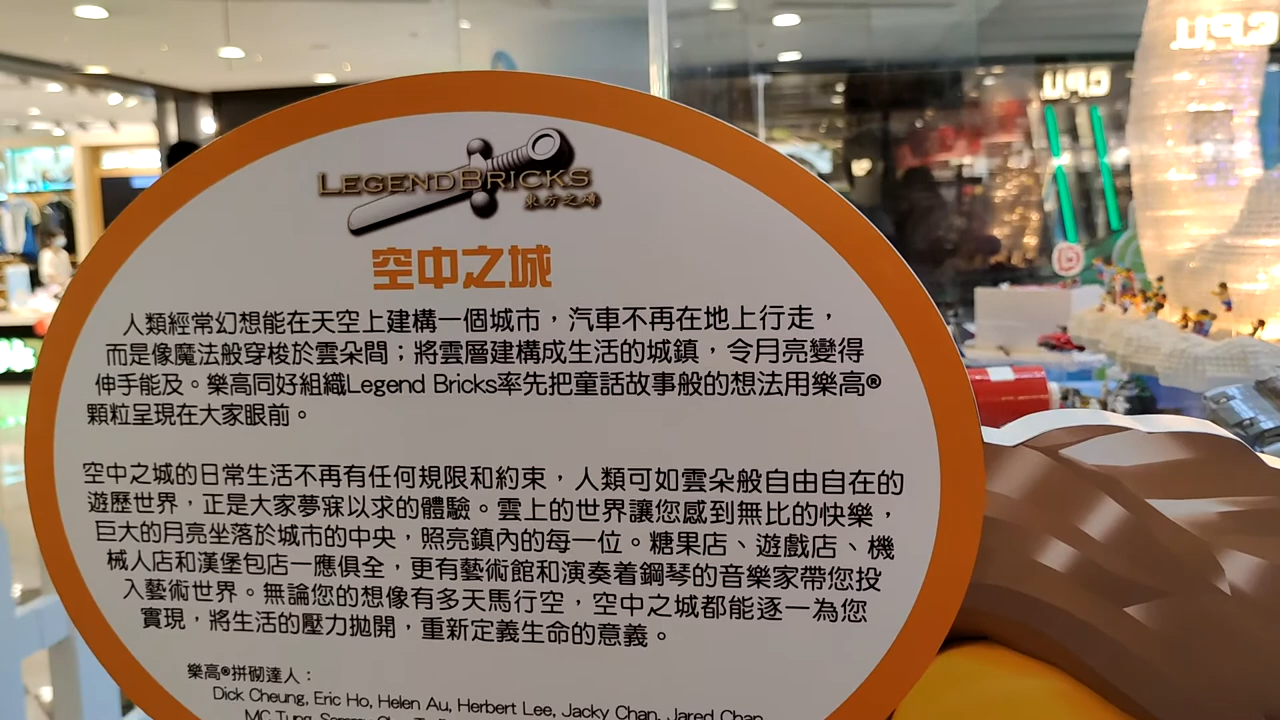 LEGENDBRICKS
東方之磚
空中之城
人類經常幻想能在天空上建構一個城市，汽車不再在地上行走，
而是像魔法般穿梭於雲朵間；將雲層建構成生活的城鎮，令月亮變得
伸手能及。樂高同好組織Legend Bricks率先把童話故事般的想法用樂高®
顆粒呈現在大家眼前。
空中之城的日常生活不再有任何規限和約束，人類可如雲朵般自由自在的
遊歷世界，正是大家夢寐以求的體驗。雲上的世界讓您感到無比的快樂，
巨大的月亮坐落於城市的中央，照亮鎮內的每一位。糖果店、遊戲店、機
械人店和漢堡包店一應俱全，更有藝術館和演奏着鋼琴的音樂家帶您投
入藝術世界。無論您的想像有多天馬行空，空中之城都能逐一為您
實現，將生活的壓力拋開，重新定義生命的意義。
樂高®拼砌達人：
Dick Cheung, Eric Ho, Helen Au, Herbert Lee, Jacky Chan, Jared Chan
MC Tung,